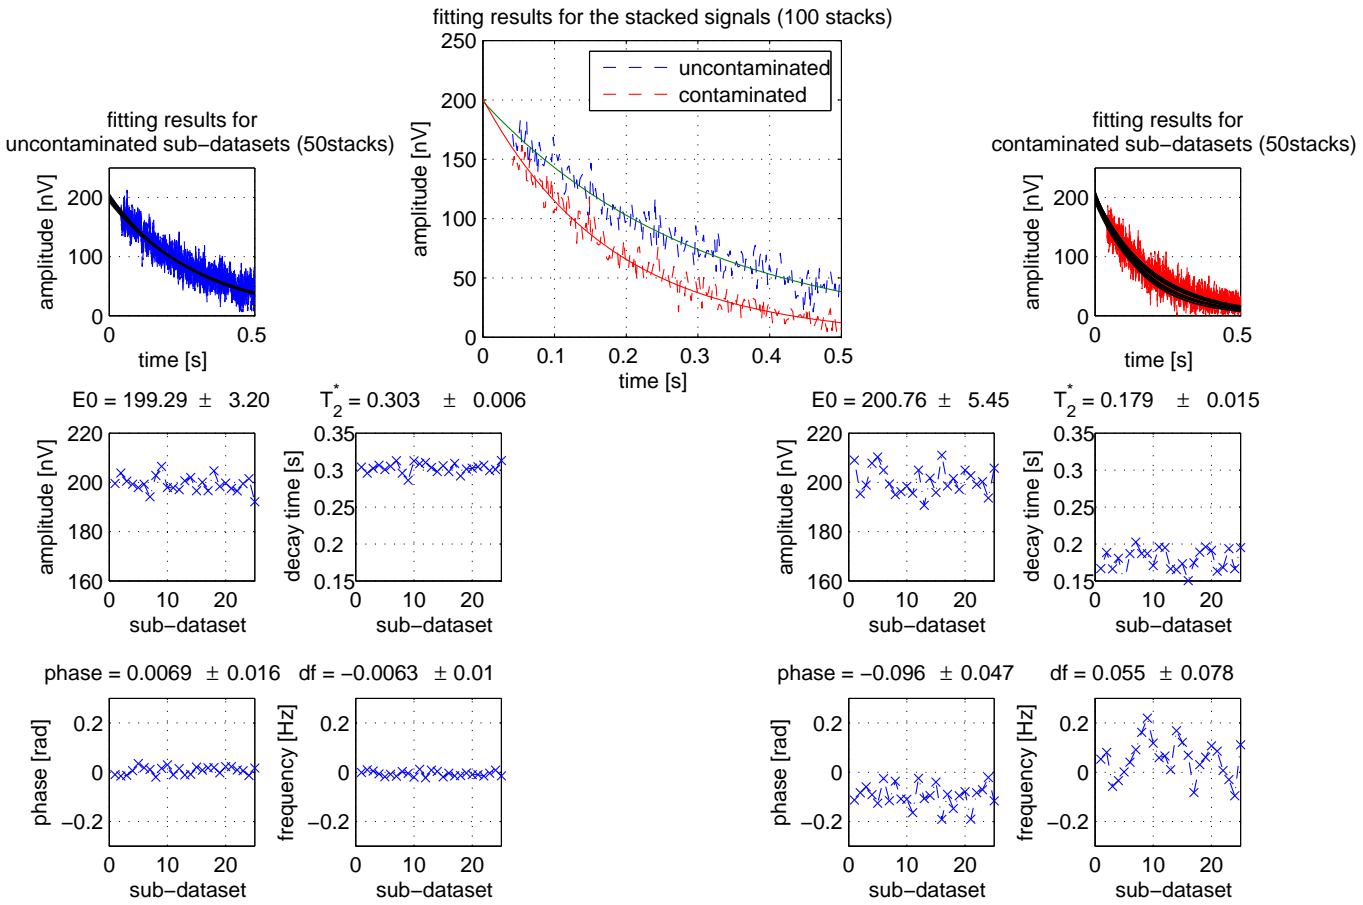 fitting results for the stacked signals (100 stacks)
250
200
150
100
50
0
amplitude [nV]
uncontaminated
contaminated
0 0.1 0.2 0.3 0.4 0.5
time [s]
fitting results for
uncontaminated sub−datasets (50stacks)
200
100
0
amplitude [nV]
0 0.5
time [s]
fitting results for
contaminated sub−datasets (50stacks)
200
100
0
amplitude [nV]
0 0.5
time [s]
E0 = 199.29 ± 3.20
220
200
180
160
amplitude [nV]
0 10 20
sub−dataset
T2* = 0.303 ± 0.006
0.35
0.3
0.25
0.2
0.15
decay time [s]
0 10 20
sub−dataset
E0 = 200.76 ± 5.45
220
200
180
160
amplitude [nV]
0 10 20
sub−dataset
T2* = 0.179 ± 0.015
0.35
0.3
0.25
0.2
0.15
decay time [s]
0 10 20
sub−dataset
phase = 0.0069 ± 0.016
0.2
0
−0.2
phase [rad]
0 10 20
sub−dataset
df = −0.0063 ± 0.01
0.2
0
−0.2
frequency [Hz]
0 10 20
sub−dataset
phase = −0.096 ± 0.047
0.2
0
−0.2
phase [rad]
0 10 20
sub−dataset
df = 0.055 ± 0.078
0.2
0
−0.2
frequency [Hz]
0 10 20
sub−dataset